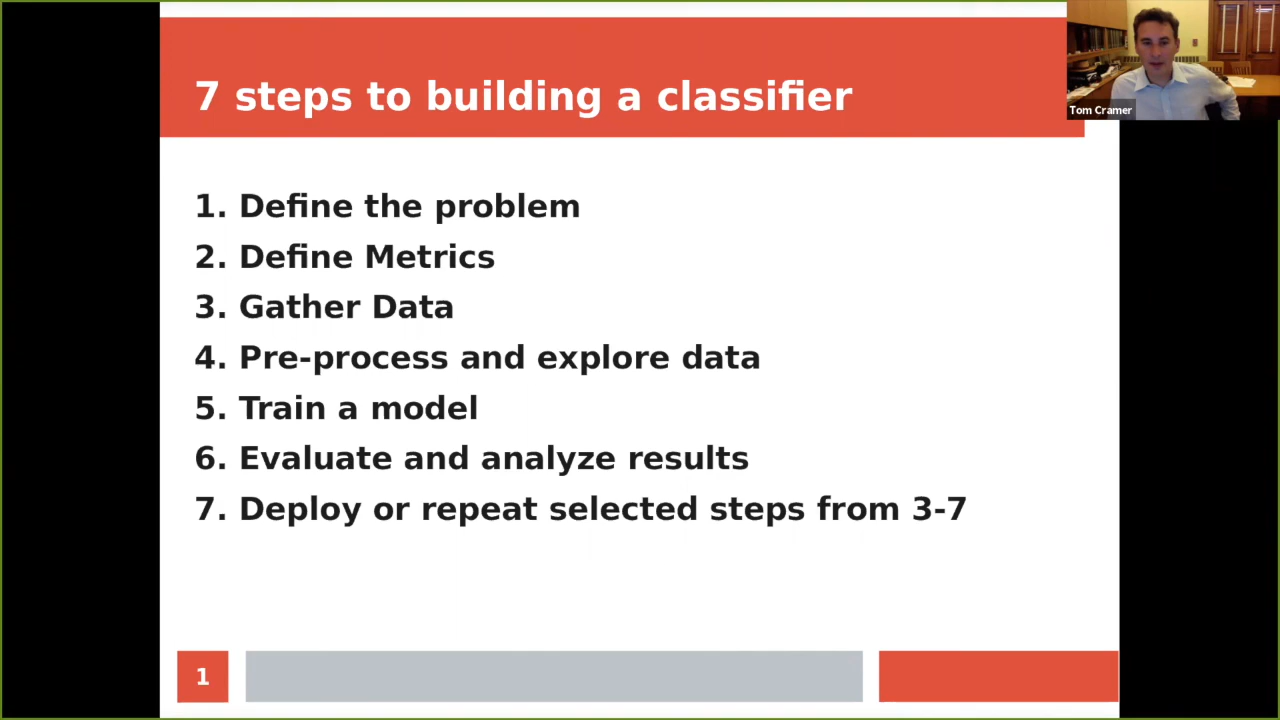 7 steps to building a classifier
Tom Cramer
1. Define the problem
2. Define Metrics
3. Gather Data
4. Pre-process and explore data
5. Train a model
6. Evaluate and analyze results
7. Deploy or repeat selected steps from 3-7
1